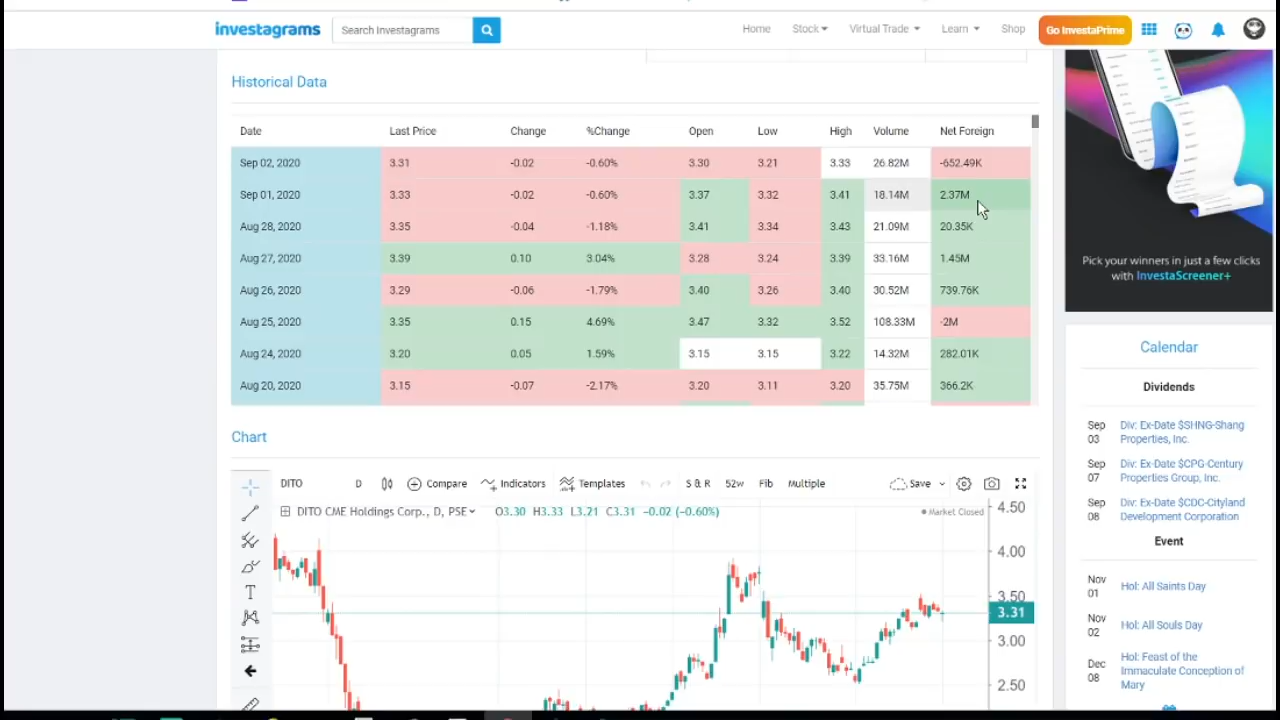 investagrams
Search Investagrams
Home
Stock
Virtual Trade
Learn
Shop
Go InvestaPrime
Historical Data
Date Last Price Change %Change Open Low High Volume Net Foreign
Sep 02, 2020 3.31 -0.02 -0.60% 3.30 3.21 3.33 26.82M -652.49K
Sep 01, 2020 3.33 -0.02 -0.60% 3.37 3.32 3.41 18.14M 2.37M
Aug 28, 2020 3.35 -0.04 -1.18% 3.41 3.34 3.43 21.09M 20.35K
Aug 27, 2020 3.39 0.10 3.04% 3.28 3.24 3.39 33.16M 1.45M
Aug 26, 2020 3.29 -0.06 -1.79% 3.40 3.26 3.40 30.52M 739.76K
Aug 25, 2020 3.35 0.15 4.69% 3.47 3.32 3.52 108.33M -2M
Aug 24, 2020 3.20 0.05 1.59% 3.15 3.15 3.22 14.32M 282.01K
Aug 20, 2020 3.15 -0.07 -2.17% 3.20 3.11 3.20 35.75M 366.2K
Chart
DITO D Compare Indicators Templates S & R 52w Fib Multiple Save
DITO CME Holdings Corp., D, PSE O3.30 H3.33 L3.21 C3.31 -0.02 (-0.60%)
Market Closed
4.50
4.00
3.50
3.31
3.00
2.50
T
Pick your winners in just a few clicks
with InvestaScreener+
Calendar
Dividends
Sep 03 Div: Ex-Date $SHNG-Shang
Properties, Inc.
Sep 07 Div: Ex-Date $CPG-Century
Properties Group, Inc.
Sep 08 Div: Ex-Date $CDC-Cityland
Development Corporation
Event
Nov 01 Hol: All Saints Day
Nov 02 Hol: All Souls Day
Dec 08 Hol: Feast of the
Immaculate Conception of
Mary